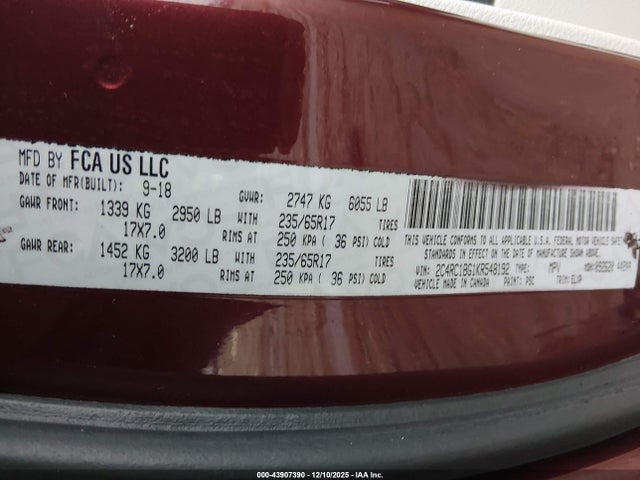 MFD BY FCA US LLC
DATE OF MFR(BUILT): 9-18 GVWR: 2747 KG 6055 LB
GAWR FRONT: 1339 KG 2950 LB WITH 235/65R17 TIRES
17X7.0 RIMS AT 250 KPA ( 36 PSI) COLD
GAWR REAR: 1452 KG 3200 LB WITH 235/65R17 TIRES
17X7.0 RIMS AT 250 KPA ( 36 PSI) COLD
THIS VEHICLE CONFORMS TO ALL APPLICABLE U.S.A. FEDERAL MOTOR VEHICLE SAFETY
STANDARDS IN EFFECT ON THE DATE OF MANUFACTURE SHOWN ABOVE.
VIN: 2C4RC1BG1KR548192 TYPE: MPV
VEHICLE MADE IN CANADA PAINT: PSC TRIM:
000-43907390 - 12/10/2025 - IAA Inc.